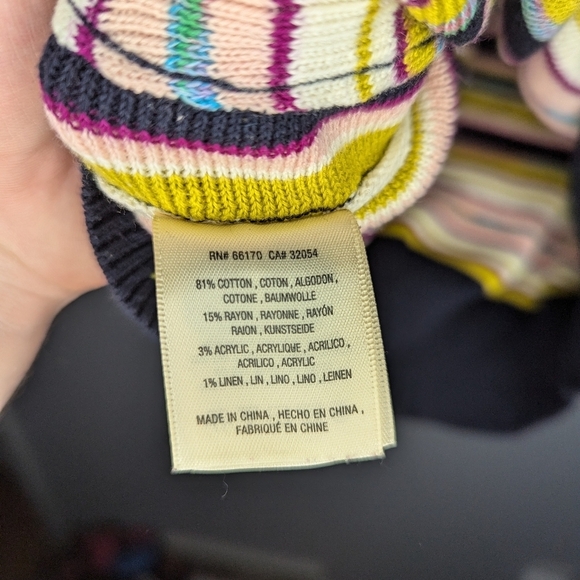 RN# 66170 CA# 32054
81% COTTON , COTON , ALGODON ,
COTONE , BAUMWOLLE
15% RAYON , RAYONNE , RAYÓN
RAION , KUNSTSEIDE
3% ACRYLIC , ACRYLIQUE , ACRILICO ,
ACRILICO , ACRYLIC
1% LINEN , LIN , LINO , LINO , LEINEN
MADE IN CHINA , HECHO EN CHINA ,
FABRIQUÉ EN CHINE